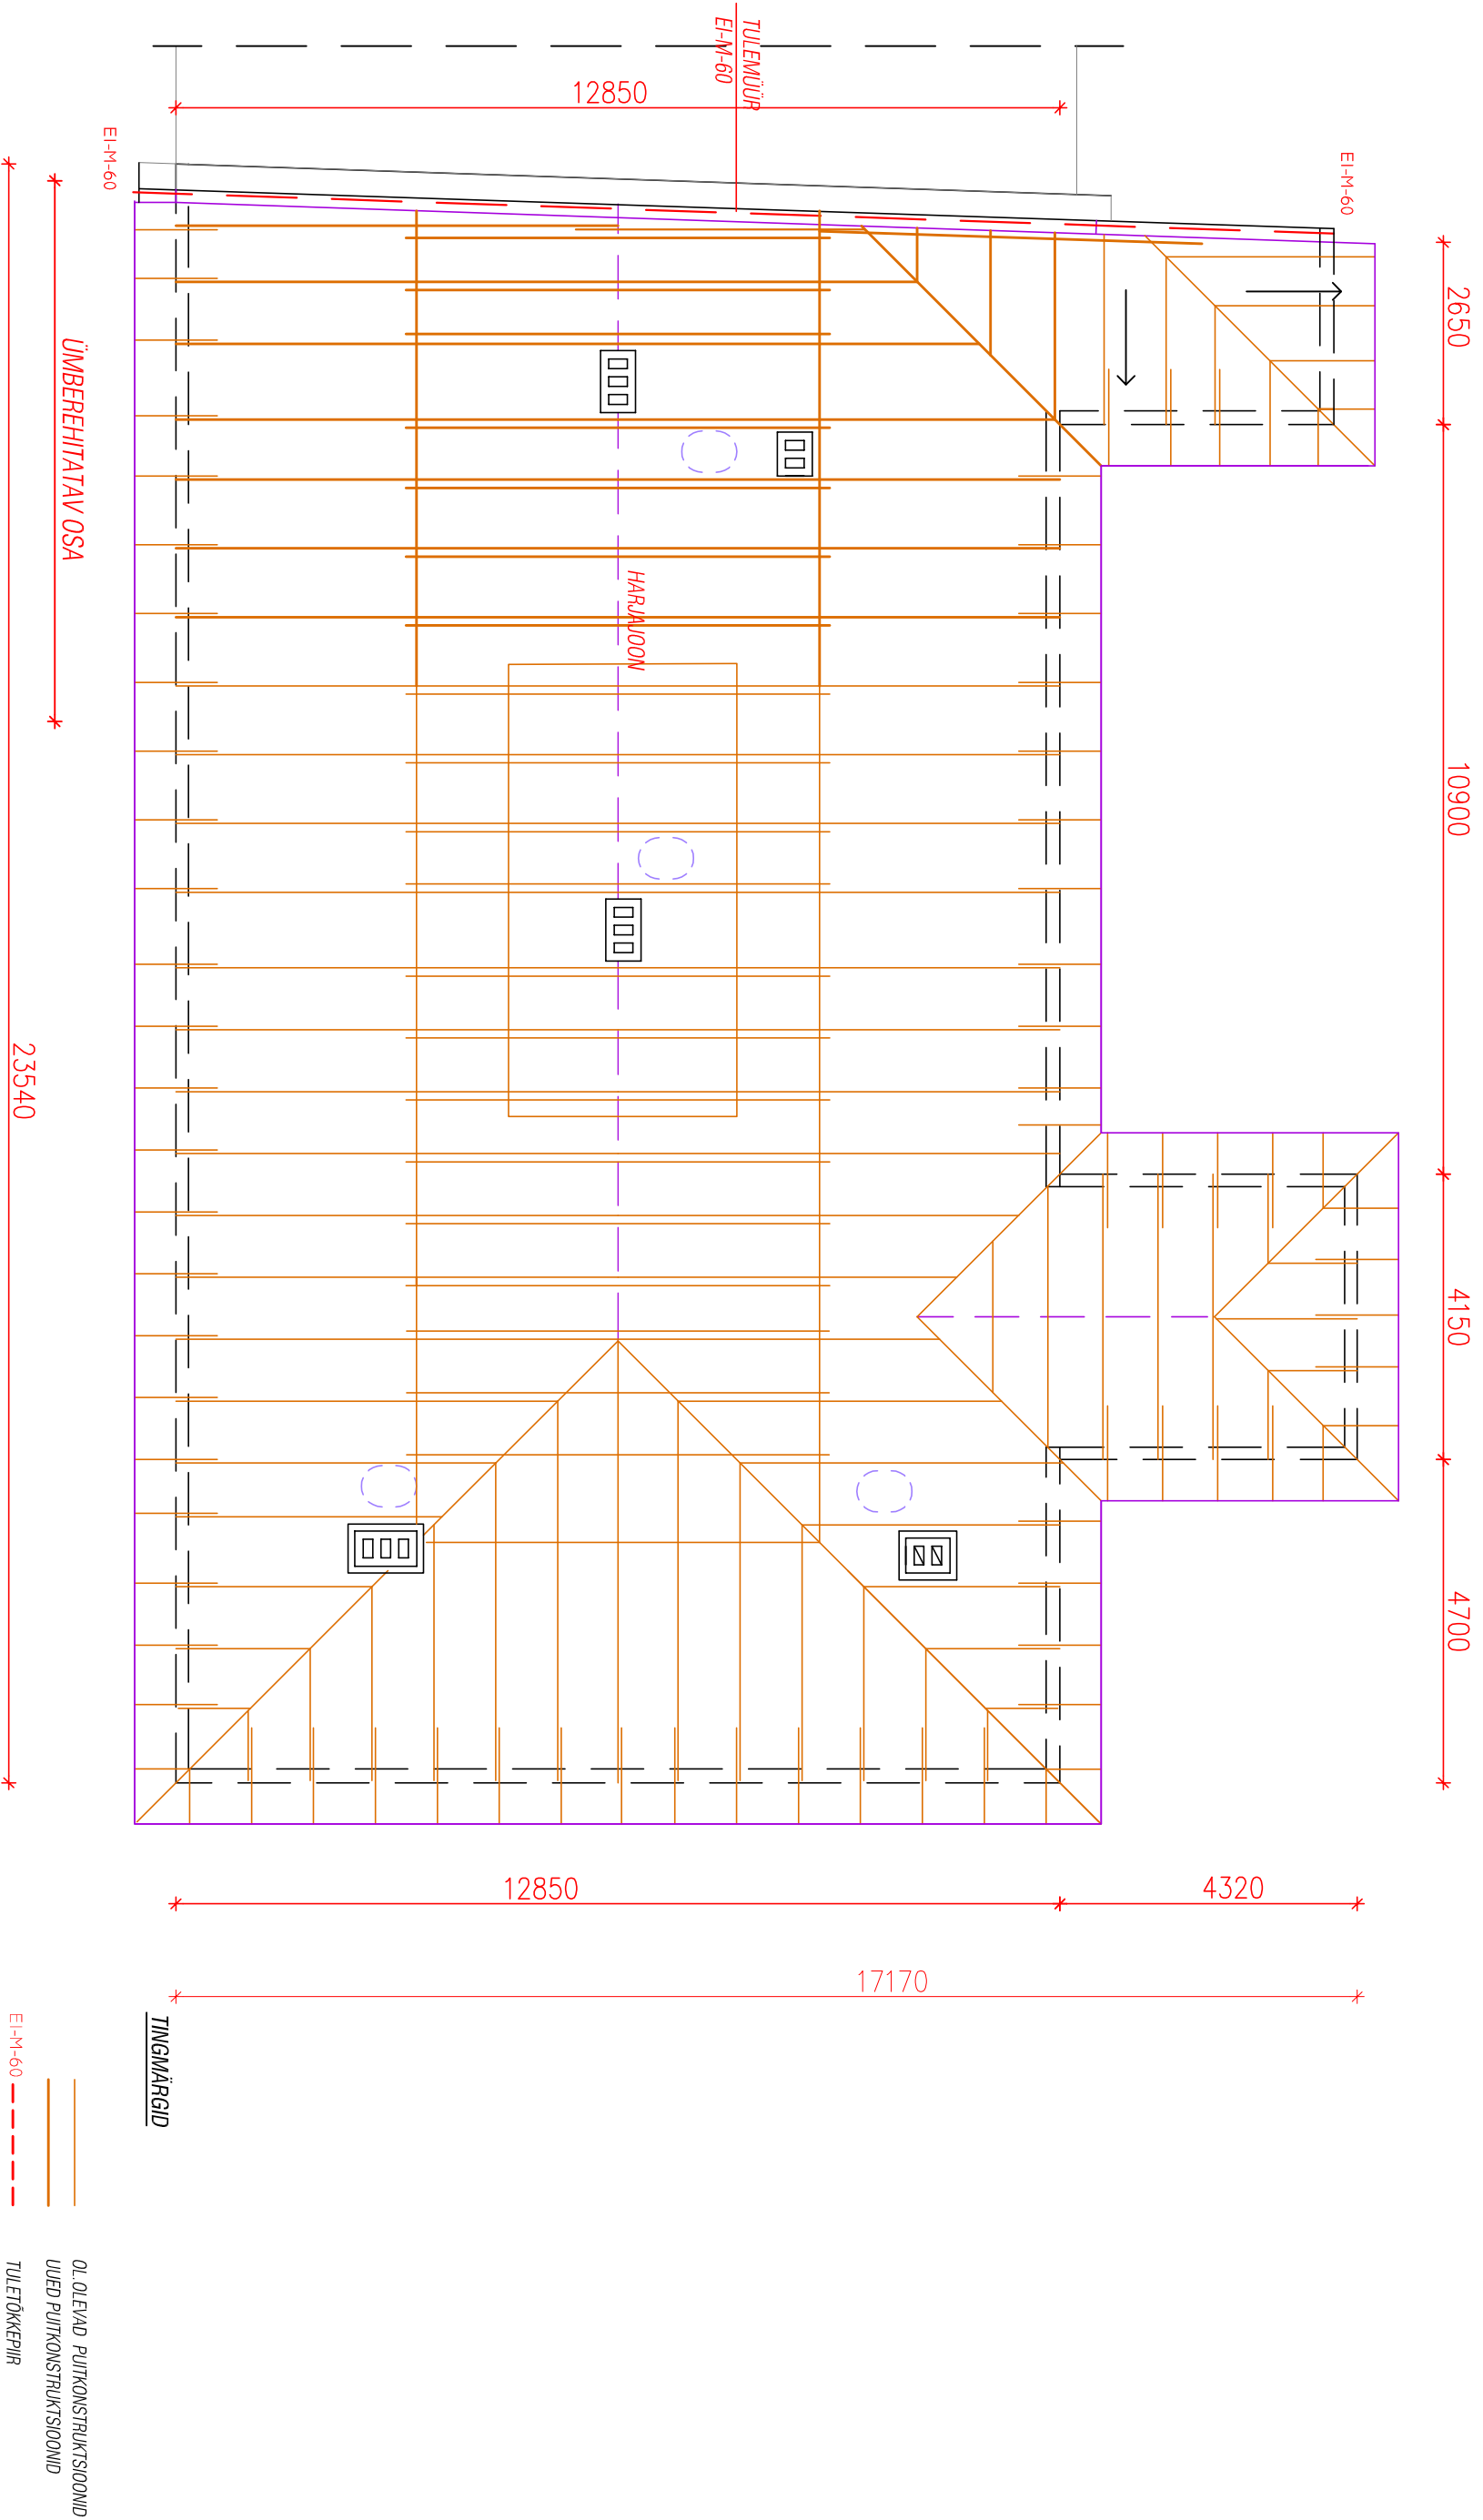 TULEMÜÜR
EI-M-60
12850
EI-M-60
EI-M-60
2650
ÜMBEREHITATAV OSA
HARJAJOON
10900
23540
4150
4700
12850
4320
17170
TINGMÄRGID
OL.OLEVAD PUITKONSTRUKTSIOONID
UUED PUITKONSTRUKTSIOONID
EI-M-60
TULETÕKKEPIIR